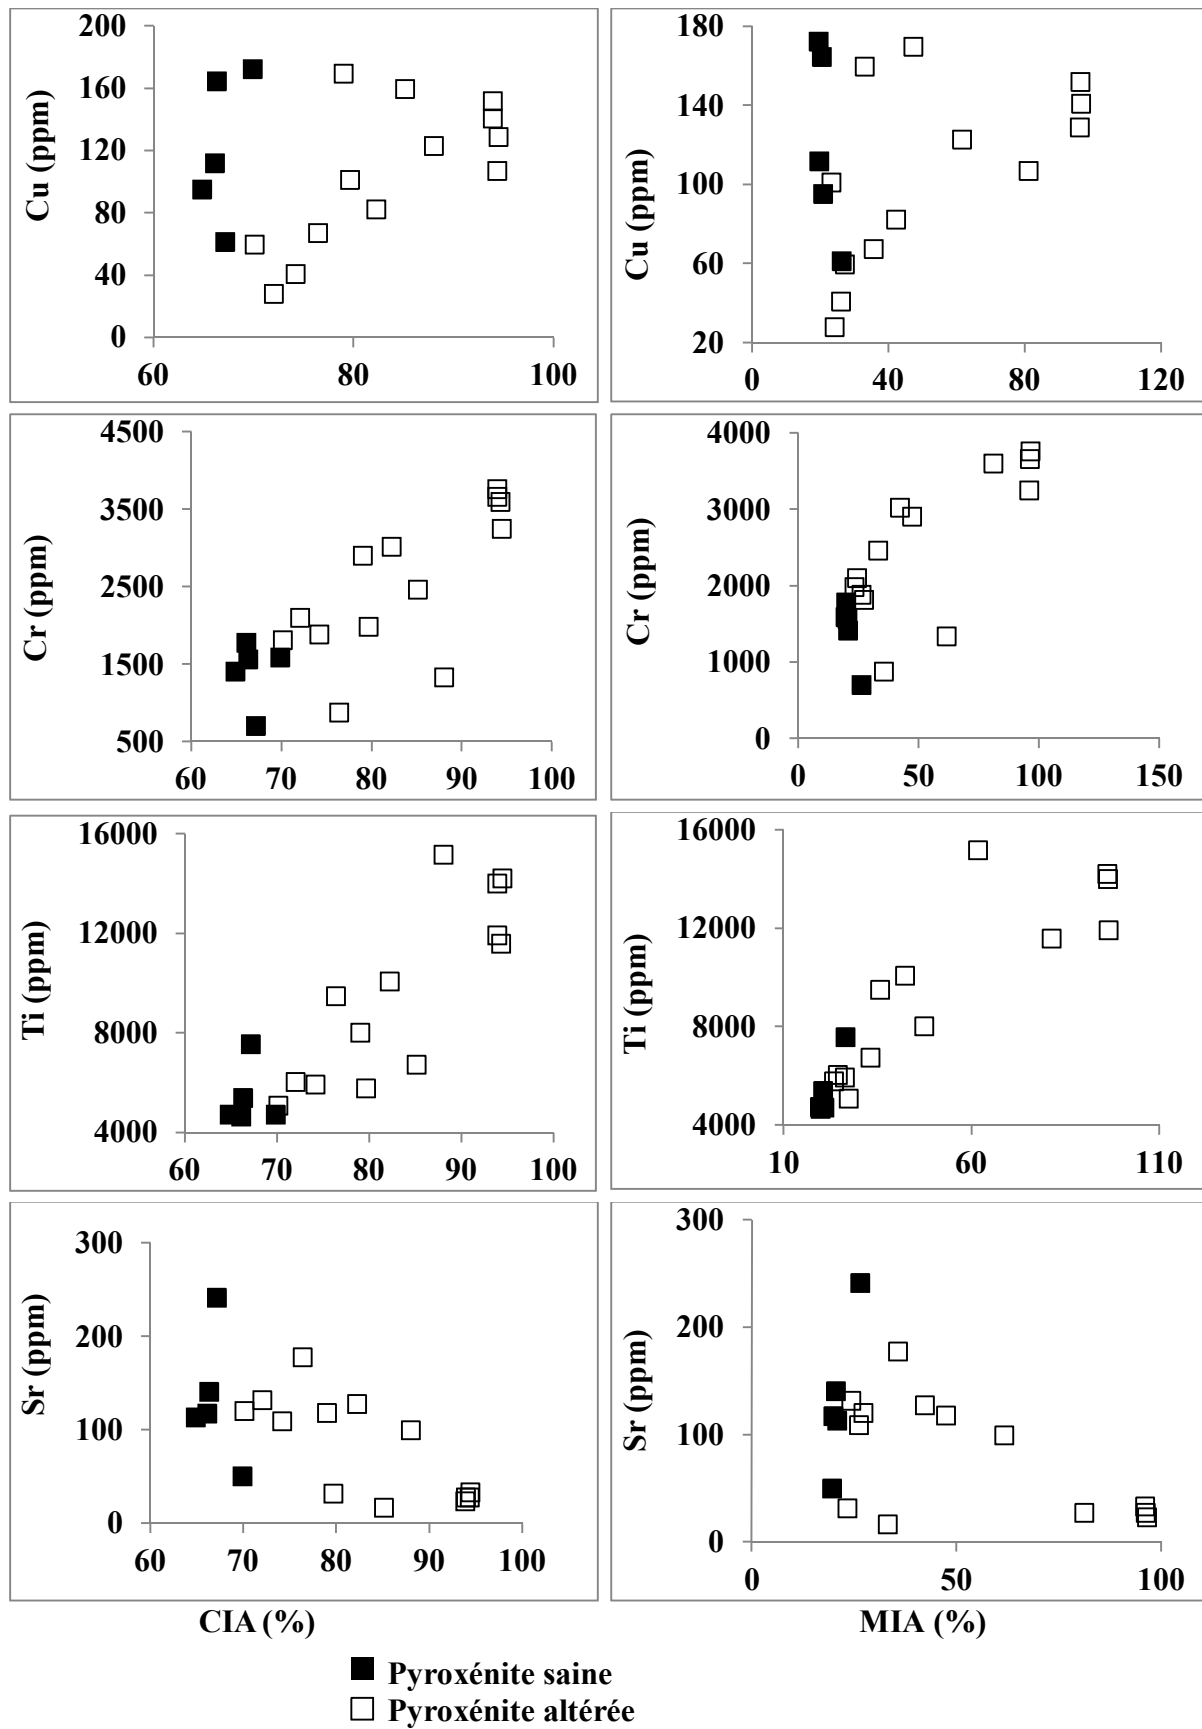 200
160
120
80
40
0
Cu (ppm)
60 80 100
180
140
100
60
20
Cu (ppm)
0 40 80 120
4500
3500
2500
1500
500
Cr (ppm)
60 70 80 90 100
4000
3000
2000
1000
0
Cr (ppm)
0 50 100 150
16000
12000
8000
4000
Ti (ppm)
60 70 80 90 100
16000
12000
8000
4000
Ti (ppm)
10 60 110
300
200
100
0
Sr (ppm)
60 70 80 90 100
300
200
100
0
Sr (ppm)
0 50 100
CIA (%)
MIA (%)
Pyroxénite saine
Pyroxénite altérée